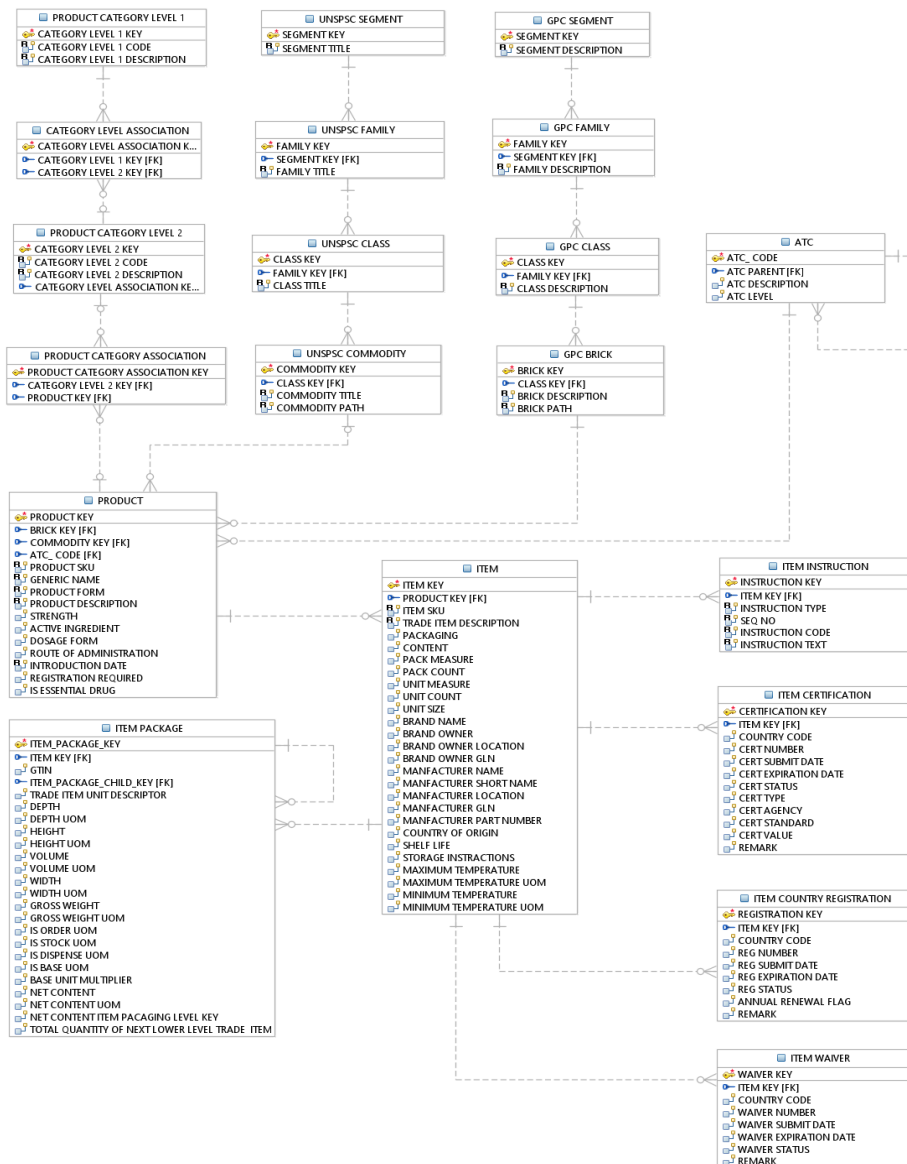 PRODUCT CATEGORY LEVEL 1
CATEGORY LEVEL 1 KEY
CATEGORY LEVEL 1 CODE
CATEGORY LEVEL 1 DESCRIPTION
UNSPSC SEGMENT
SEGMENT KEY
SEGMENT TITLE
GPC SEGMENT
SEGMENT KEY
SEGMENT DESCRIPTION
CATEGORY LEVEL ASSOCIATION
CATEGORY LEVEL ASSOCIATION K...
CATEGORY LEVEL 1 KEY [FK]
CATEGORY LEVEL 2 KEY [FK]
UNSPSC FAMILY
FAMILY KEY
SEGMENT KEY [FK]
FAMILY TITLE
GPC FAMILY
FAMILY KEY
SEGMENT KEY [FK]
FAMILY DESCRIPTION
PRODUCT CATEGORY LEVEL 2
CATEGORY LEVEL 2 KEY
CATEGORY LEVEL 2 CODE
CATEGORY LEVEL 2 DESCRIPTION
CATEGORY LEVEL ASSOCIATION KE...
UNSPSC CLASS
CLASS KEY
FAMILY KEY [FK]
CLASS TITLE
GPC CLASS
CLASS KEY
FAMILY KEY [FK]
CLASS DESCRIPTION
ATC
ATC_ CODE
ATC PARENT [FK]
ATC DESCRIPTION
ATC LEVEL
PRODUCT CATEGORY ASSOCIATION
PRODUCT CATEGORY ASSOCIATION KEY
CATEGORY LEVEL 2 KEY [FK]
PRODUCT KEY [FK]
UNSPSC COMMODITY
COMMODITY KEY
CLASS KEY [FK]
COMMODITY TITLE
COMMODITY PATH
GPC BRICK
BRICK KEY
CLASS KEY [FK]
BRICK DESCRIPTION
BRICK PATH
PRODUCT
PRODUCT KEY
BRICK KEY [FK]
COMMODITY KEY [FK]
ATC_ CODE [FK]
PRODUCT SKU
GENERIC NAME
PRODUCT FORM
PRODUCT DESCRIPTION
STRENGTH
ACTIVE INGREDIENT
DOSAGE FORM
ROUTE OF ADMINISTRATION
INTRODUCTION DATE
REGISTRATION REQUIRED
IS ESSENTIAL DRUG
ITEM
ITEM KEY
PRODUCT KEY [FK]
ITEM SKU
TRADE ITEM DESCRIPTION
PACKAGING
CONTENT
PACK MEASURE
PACK COUNT
UNIT MEASURE
UNIT COUNT
UNIT SIZE
BRAND NAME
BRAND OWNER
BRAND OWNER LOCATION
BRAND OWNER GLN
MANFACTURER NAME
MANFACTURER SHORT NAME
MANFACTURER LOCATION
MANFACTURER GLN
MANFACTURER PART NUMBER
COUNTRY OF ORIGIN
SHELF LIFE
STORAGE INSTRACTIONS
MAXIMUM TEMPERATURE
MAXIMUM TEMPERATURE UOM
MINIMUM TEMPERATURE
MINIMUM TEMPERATURE UOM
ITEM INSTRUCTION
INSTRUCTION KEY
ITEM KEY [FK]
INSTRUCTION TYPE
SEQ NO
INSTRUCTION CODE
INSTRUCTION TEXT
ITEM PACKAGE
ITEM_PACKAGE_KEY
ITEM KEY [FK]
GTIN
ITEM_PACKAGE_CHILD_KEY [FK]
TRADE ITEM UNIT DESCRIPTOR
DEPTH
DEPTH UOM
HEIGHT
HEIGHT UOM
VOLUME
VOLUME UOM
WIDTH
WIDTH UOM
GROSS WEIGHT
GROSS WEIGHT UOM
IS ORDER UOM
IS STOCK UOM
IS DISPENSE UOM
IS BASE UOM
BASE UNIT MULTIPLIER
NET CONTENT
NET CONTENT UOM
NET CONTENT ITEM PACAGING LEVEL KEY
TOTAL QUANTITY OF NEXT LOWER LEVEL TRADE ITEM
ITEM CERTIFICATION
CERTIFICATION KEY
ITEM KEY [FK]
COUNTRY CODE
CERT NUMBER
CERT SUBMIT DATE
CERT EXPIRATION DATE
CERT STATUS
CERT TYPE
CERT AGENCY
CERT STANDARD
CERT VALUE
REMARK
ITEM COUNTRY REGISTRATION
REGISTRATION KEY
ITEM KEY [FK]
COUNTRY CODE
REG NUMBER
REG SUBMIT DATE
REG EXPIRATION DATE
REG STATUS
ANNUAL RENEWAL FLAG
REMARK
ITEM WAIVER
WAIVER KEY
ITEM KEY [FK]
COUNTRY CODE
WAIVER NUMBER
WAIVER SUBMIT DATE
WAIVER EXPIRATION DATE
WAIVER STATUS
REMARK